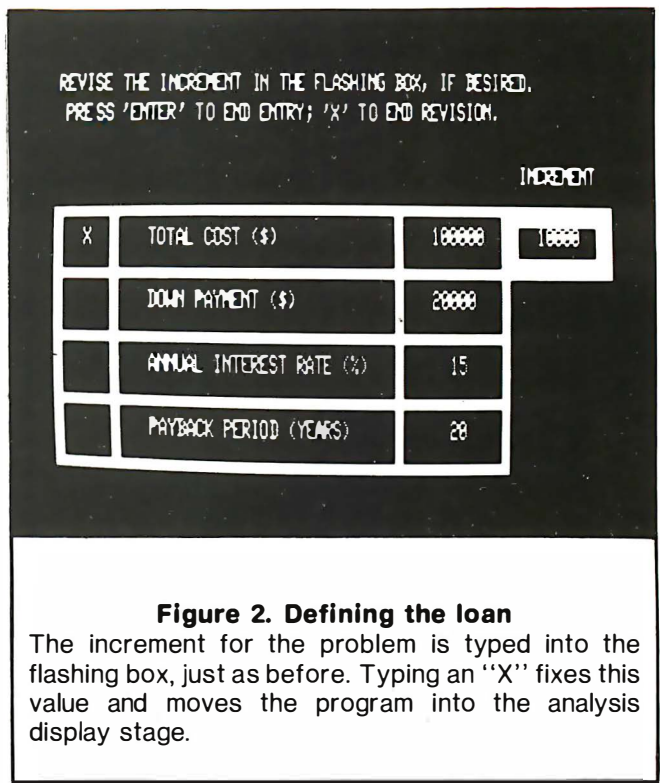 REVISE THE INCREMENT IN THE FLASHING BOX, IF DESIRED.
PRESS 'ENTER' TO END ENTRY; 'X' TO END REVISION.
INCREMENT
X TOTAL COST ($) 100000 10000
DOWN PAYMENT ($) 20000
ANNUAL INTEREST RATE (%) 15
PAYBACK PERIOD (YEARS) 20
Figure 2. Defining the loan
The increment for the problem is typed into the
flashing box, just as before. Typing an ‘‘X’’ fixes this
value and moves the program into the analysis
display stage.